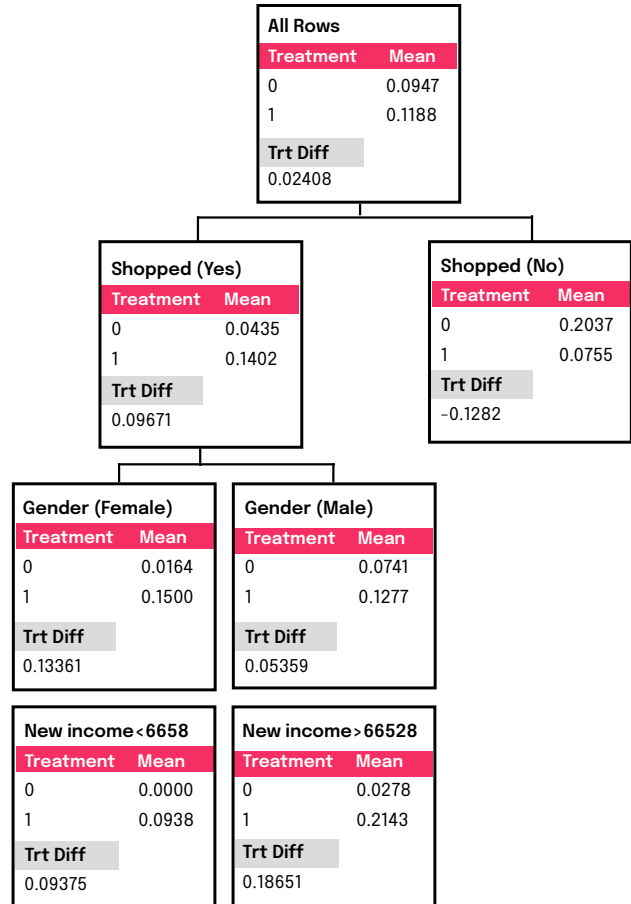 All Rows
Treatment Mean
0 0.0947
1 0.1188
Trt Diff
0.02408
Shopped (Yes)
Treatment Mean
0 0.0435
1 0.1402
Trt Diff
0.09671
Shopped (No)
Treatment Mean
0 0.2037
1 0.0755
Trt Diff
-0.1282
Gender (Female)
Treatment Mean
0 0.0164
1 0.1500
Trt Diff
0.13361
Gender (Male)
Treatment Mean
0 0.0741
1 0.1277
Trt Diff
0.05359
New income<6658
Treatment Mean
0 0.0000
1 0.0938
Trt Diff
0.09375
New income>66528
Treatment Mean
0 0.0278
1 0.2143
Trt Diff
0.18651